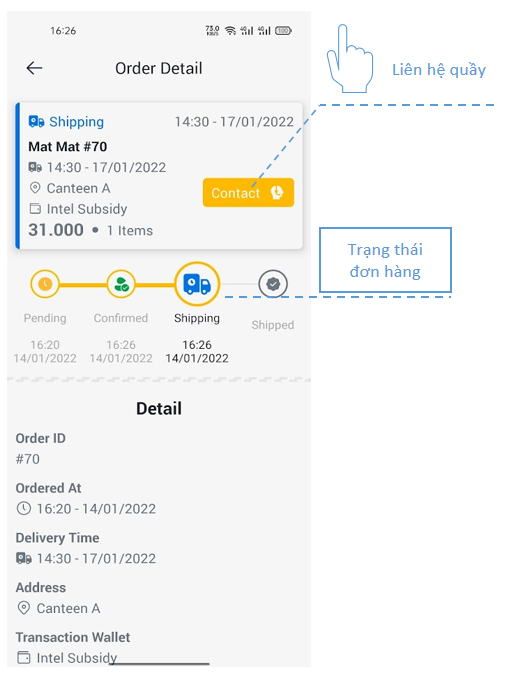 16:26
73.0 KB/S 4G 4G 100
Order Detail
Liên hệ quầy
Shipping 14:30 - 17/01/2022
Mat Mat #70
14:30 - 17/01/2022
Canteen A
Contact
Intel Subsidy
31.000 • 1 Items
Trạng thái
đơn hàng
Pending Confirmed Shipping Shipped
16:20 16:26 16:26
14/01/2022 14/01/2022 14/01/2022
Detail
Order ID
#70
Ordered At
16:20 - 14/01/2022
Delivery Time
14:30 - 17/01/2022
Address
Canteen A
Transaction Wallet
Intel Subsidy